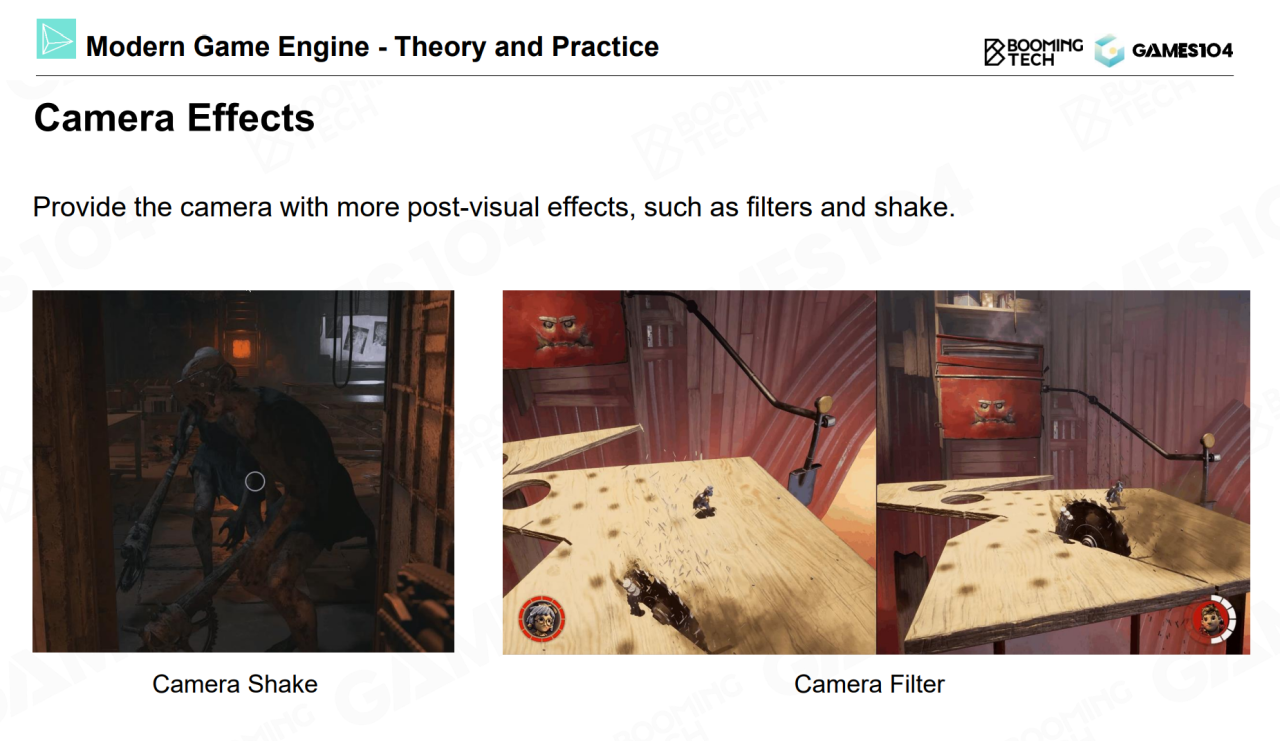 Modern Game Engine - Theory and Practice
BOOMING
TECH
GAMES104
Camera Effects
Provide the camera with more post-visual effects, such as filters and shake.
Camera Shake
Camera Filter